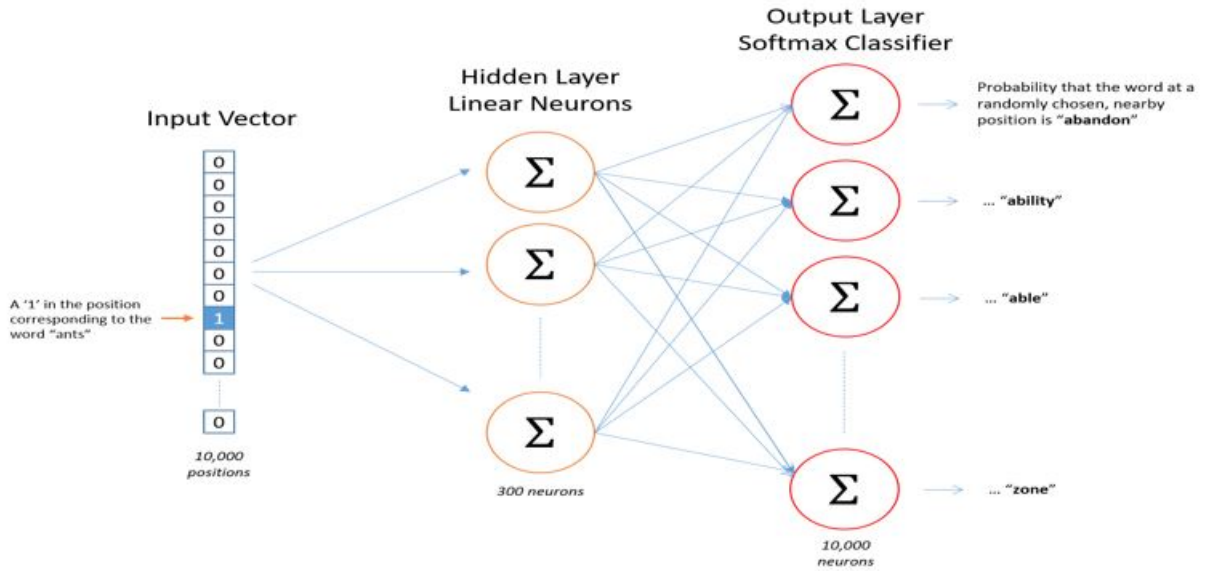 Output Layer
Softmax Classifier
Hidden Layer
Linear Neurons
Input Vector
0
0
0
0
0
0
0
1
0
0
0
A ‘1’ in the position
corresponding to the
word “ants”
10,000
positions
Σ
Σ
Σ
300 neurons
Σ
Σ
Σ
Σ
10,000
neurons
Probability that the word at a
randomly chosen, nearby
position is “abandon”
... “ability”
... “able”
... “zone”